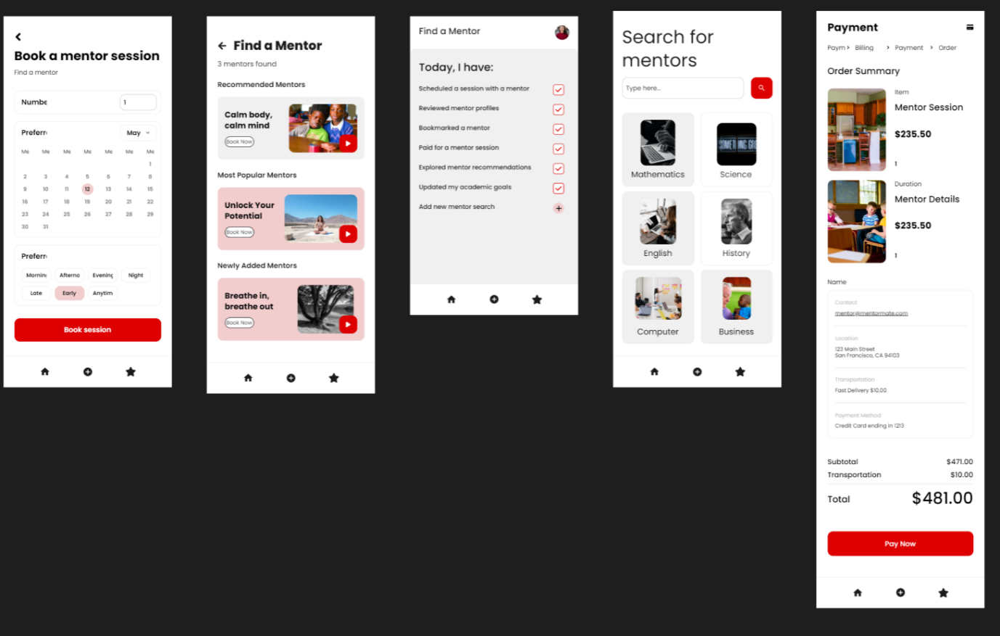 Book a mentor session
Find a mentor
Numbe
1
Preferr
May
Me Me Me Me Me Me Me
1
2 3 4 5 6 7 8
9 10 11 12 13 14 15
16 17 18 19 20 21 22
23 24 25 26 27 28 29
30 31
Preferr
Morning Afterno Evening Night
Late Early Anytim
Book session
Find a Mentor
3 mentors found
Recommended Mentors
Calm body,
calm mind
Book Now
Most Popular Mentors
Unlock Your
Potential
Book Now
Newly Added Mentors
Breathe in,
breathe out
Book Now
Find a Mentor
Today, I have:
Scheduled a session with a mentor
Reviewed mentor profiles
Bookmarked a mentor
Paid for a mentor session
Explored mentor recommendations
Updated my academic goals
Add new mentor search
Search for
mentors
Type here...
Mathematics
SOMETHING GRE
Science
English
History
Computer
Business
Payment
Paym > Billing > Payment > Order
Order Summary
Item
Mentor Session
$235.50
1
Duration
Mentor Details
$235.50
1
Name
Contact
mentor@mentormate.com
Location
123 Main Street
San Francisco, CA 94103
Transportation
Fast Delivery $10.00
Payment Method
Credit Card ending in 1213
Subtotal $471.00
Transportation $10.00
Total $481.00
Pay Now